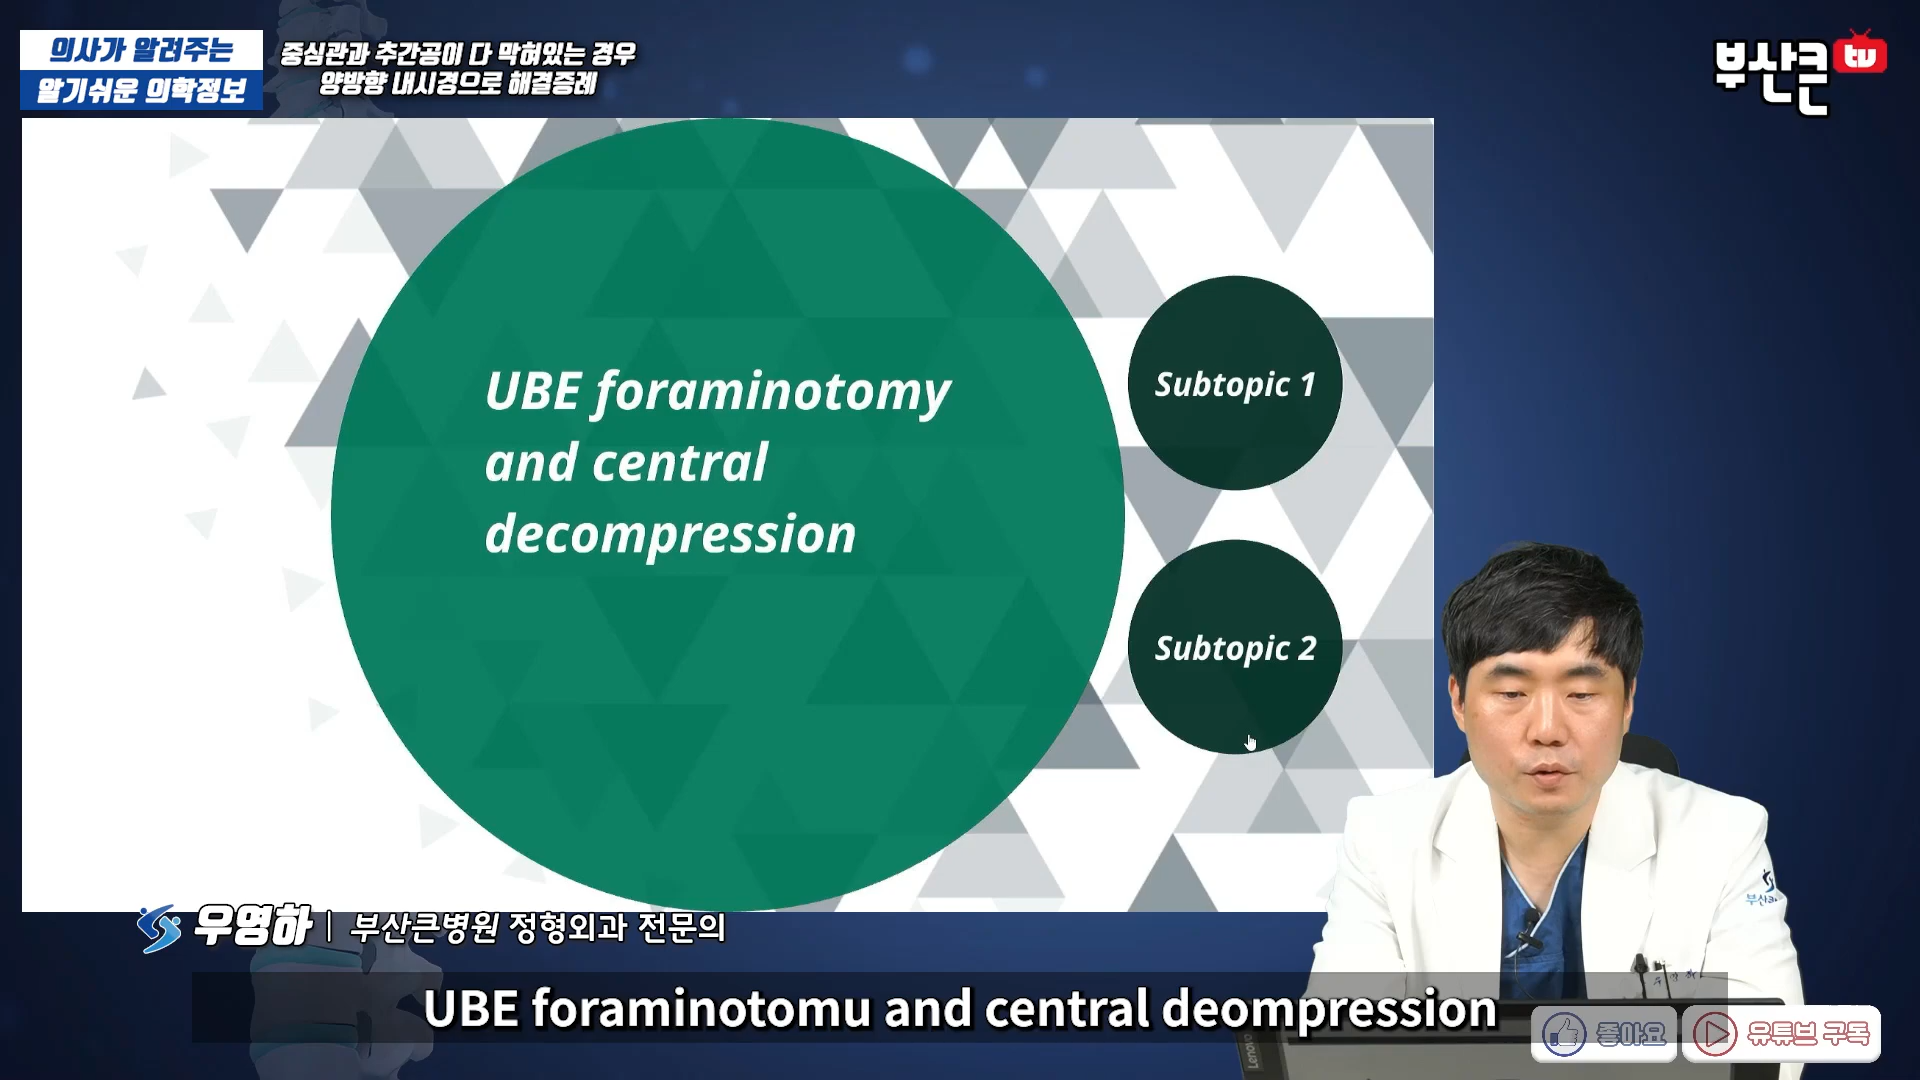 의사가 알려주는
알기쉬운 의학정보
중심관과 추간공이 다 막혀있는 경우
양방향 내시경으로 해결증례
부산큰 tv
UBE foraminotomy
and central
decompression
Subtopic 1
Subtopic 2
우영하 | 부산큰병원 정형외과 전문의
UBE foraminotomu and central deompression
Lenovo
좋아요
유튜브 구독